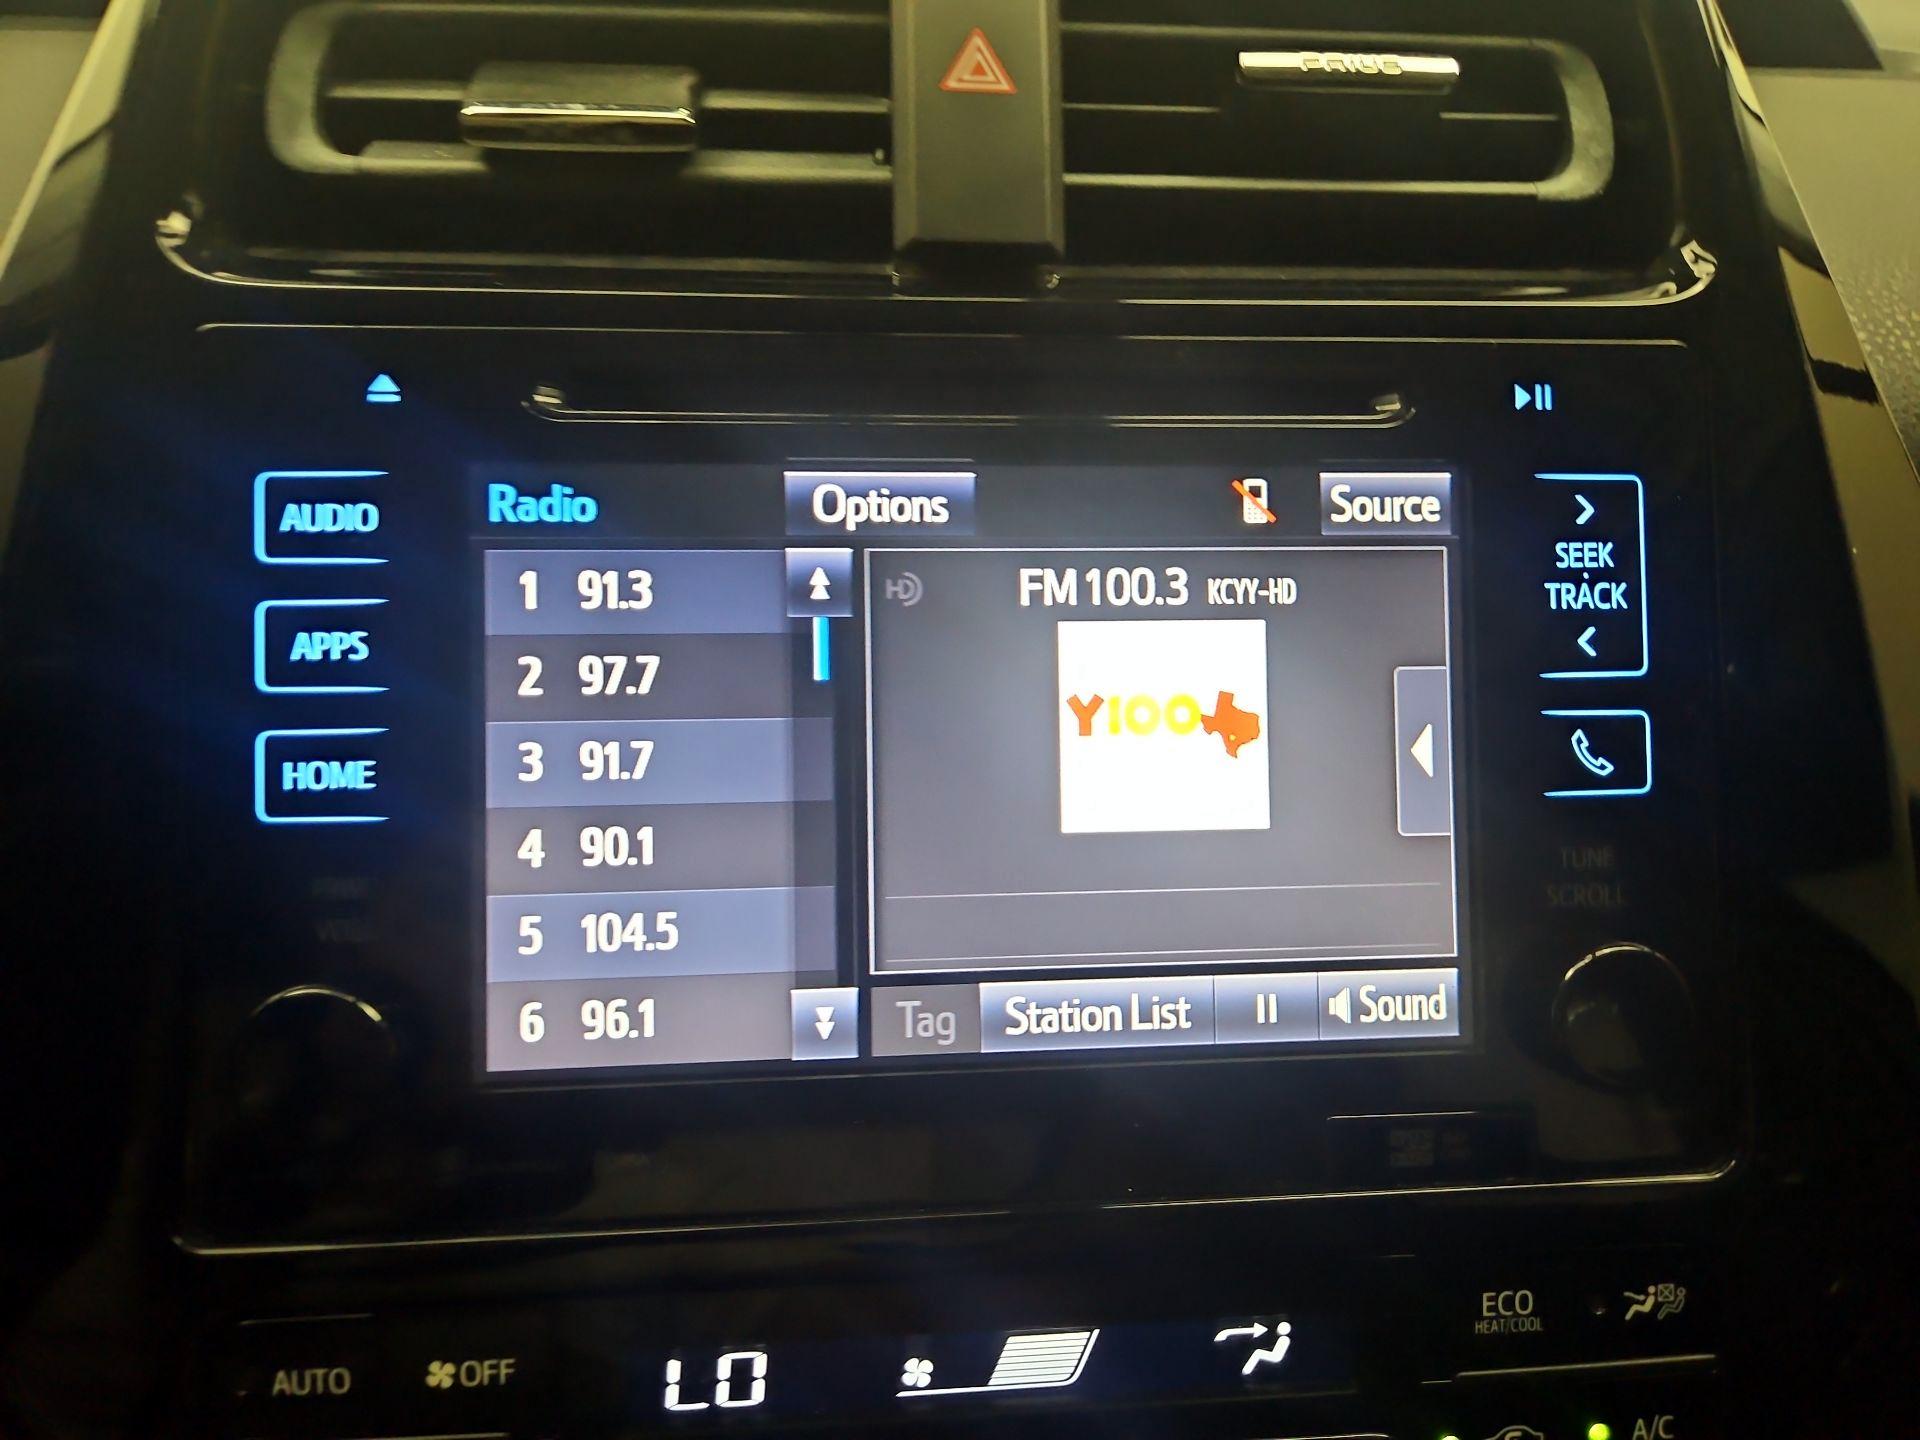 PRIUS
AUDIO
APPS
HOME
Radio
Options
Source
1 91.3
2 97.7
3 91.7
4 90.1
5 104.5
6 96.1
HD
FM 100.3 KCYY-HD
Y100
Tag
Station List
Sound
SEEK
TRACK
TUNE
SCROLL
AUTO
OFF
LO
ECO
HEAT/COOL
A/C